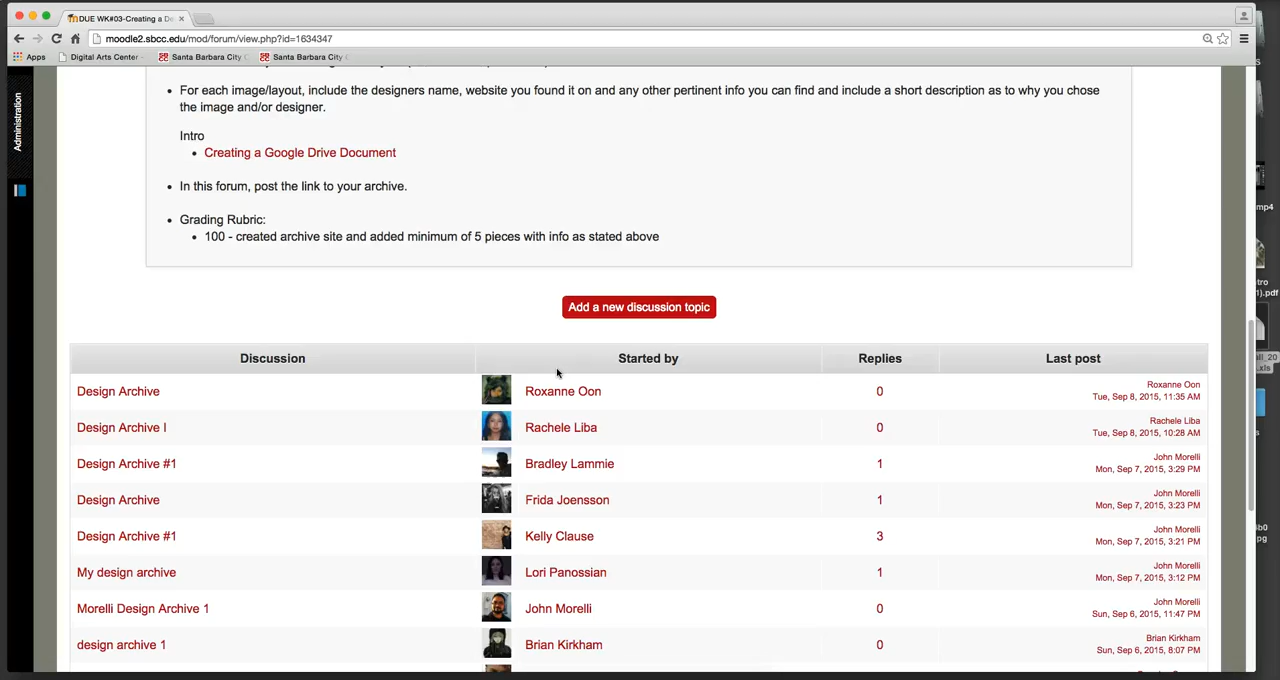 DUE WK#03-Creating a De
moodle2.sbcc.edu/mod/forum/view.php?id=1634347
Apps Digital Arts Center Santa Barbara City Santa Barbara City
Administration
For each image/layout, include the designers name, website you found it on and any other pertinent info you can find and include a short description as to why you chose
the image and/or designer.
Intro
Creating a Google Drive Document
In this forum, post the link to your archive.
Grading Rubric:
100 - created archive site and added minimum of 5 pieces with info as stated above
Add a new discussion topic
Discussion Started by Replies Last post
Design Archive Roxanne Oon 0 Roxanne Oon
Tue, Sep 8, 2015, 11:35 AM
Design Archive I Rachele Liba 0 Rachele Liba
Tue, Sep 8, 2015, 10:28 AM
Design Archive #1 Bradley Lammie 1 John Morelli
Mon, Sep 7, 2015, 3:29 PM
Design Archive Frida Joensson 1 John Morelli
Mon, Sep 7, 2015, 3:23 PM
Design Archive #1 Kelly Clause 3 John Morelli
Mon, Sep 7, 2015, 3:21 PM
My design archive Lori Panossian 1 John Morelli
Mon, Sep 7, 2015, 3:12 PM
Morelli Design Archive 1 John Morelli 0 John Morelli
Sun, Sep 6, 2015, 11:47 PM
design archive 1 Brian Kirkham 0 Brian Kirkham
Sun, Sep 6, 2015, 8:07 PM
mp4
tro
1).pdf
all_20
.xls
4b0
pg